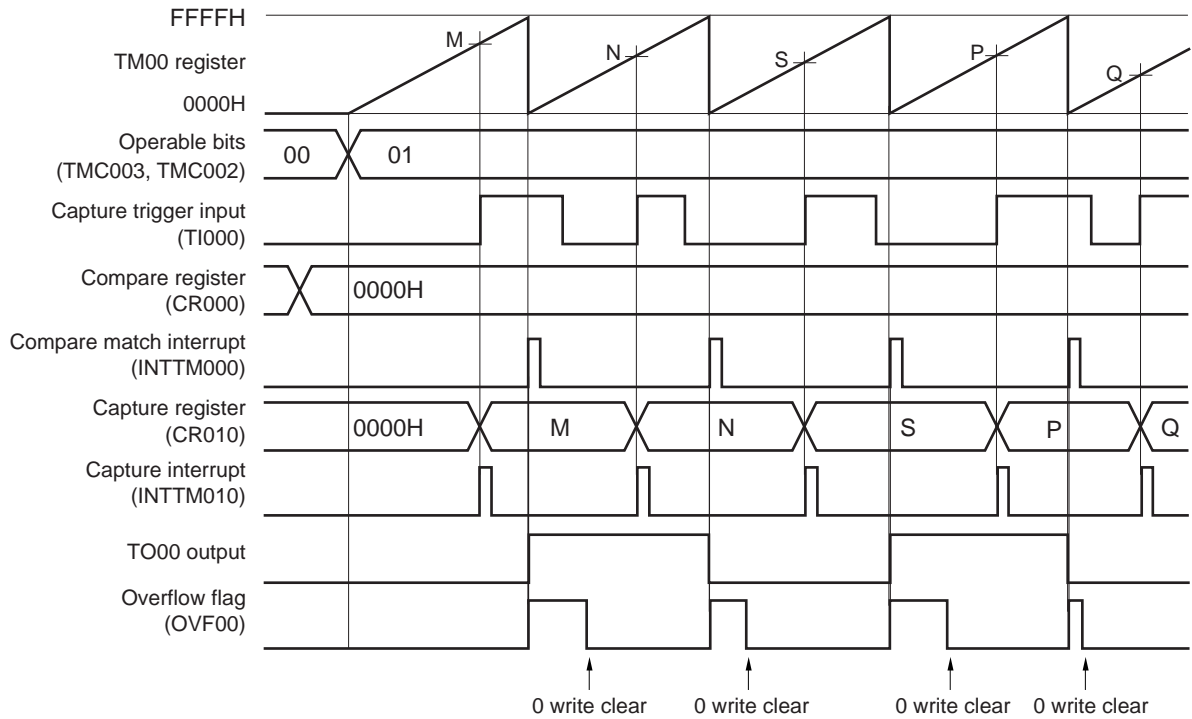 FFFFH
TM00 register
0000H
M
N
S
P
Q
Operable bits
(TMC003, TMC002)
00
01
Capture trigger input
(TI000)
Compare register
(CR000)
0000H
Compare match interrupt
(INTTM000)
Capture register
(CR010)
0000H
M
N
S
P
Q
Capture interrupt
(INTTM010)
TO00 output
Overflow flag
(OVF00)
0 write clear
0 write clear
0 write clear
0 write clear